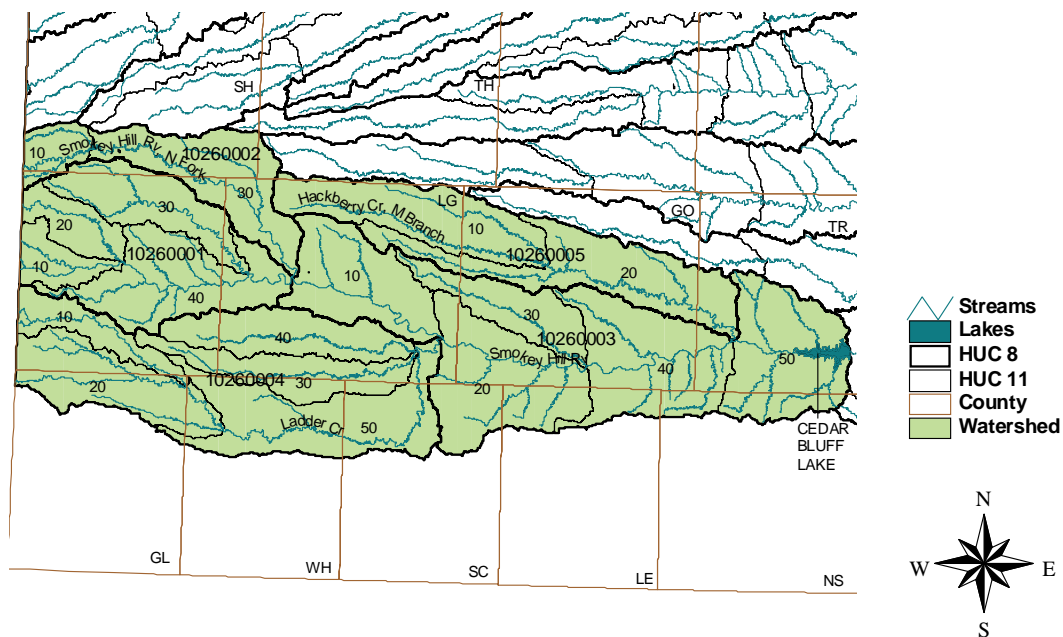 SH
TH
10
Smokey Hill Rv, N Fork
10260002
30
Hackberry Cr, M Branch
LG
GO
TR
20
30
10
10260005
10
10260001
10
20
40
10
30
10260003
40
Smokey Hill Rv
50
20
10260004
30
20
40
Ladder Cr
50
CEDAR
BLUFF
LAKE
GL
WH
SC
LE
NS
Streams
Lakes
HUC 8
HUC 11
County
Watershed
N
W
E
S